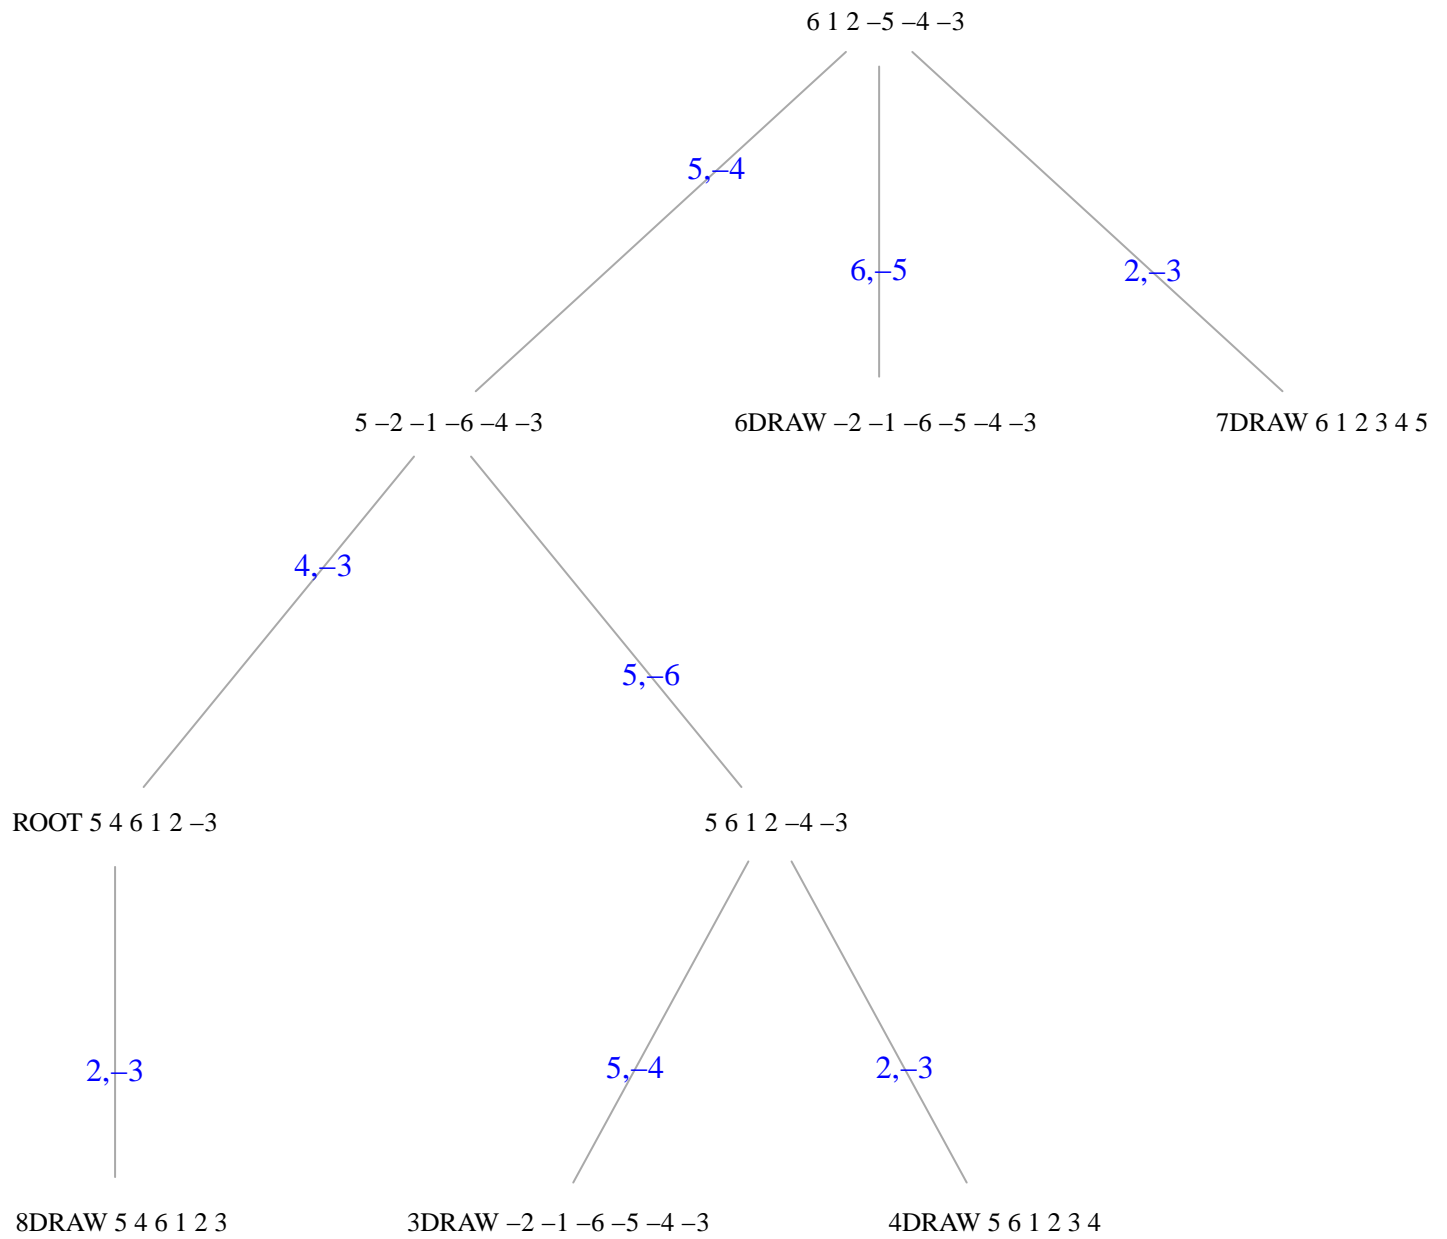 6 1 2 –5 –4 –3
5,–4
6,–5
2,–3
5 –2 –1 –6 –4 –3
6DRAW –2 –1 –6 –5 –4 –3
7DRAW 6 1 2 3 4 5
4,–3
5,–6
ROOT 5 4 6 1 2 –3
5 6 1 2 –4 –3
2,–3
5,–4
2,–3
8DRAW 5 4 6 1 2 3
3DRAW –2 –1 –6 –5 –4 –3
4DRAW 5 6 1 2 3 4